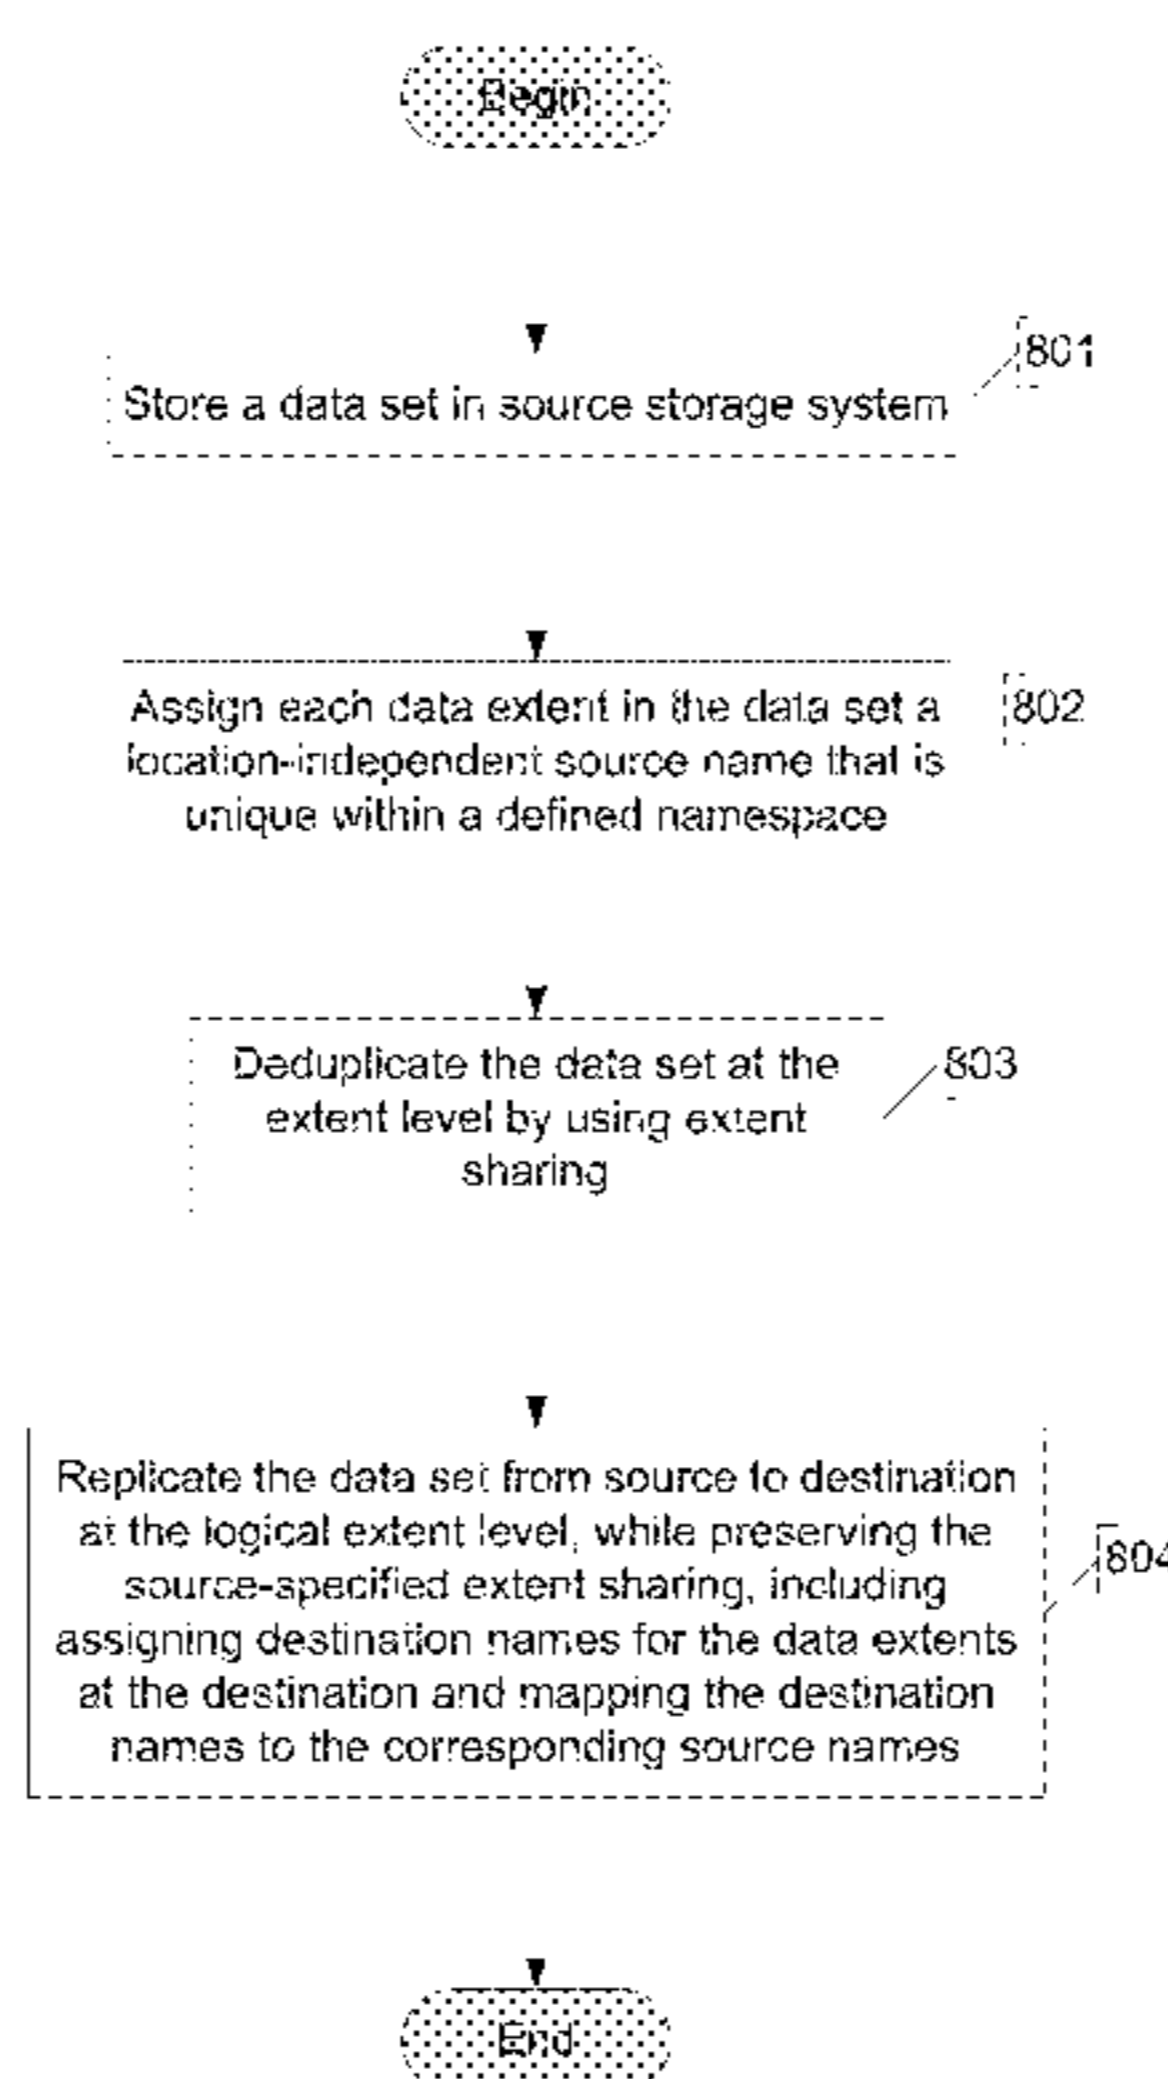 Begin
801
Store a data set in source storage system
802
Assign each data extent in the data set a
location-independent source name that is
unique within a defined namespace
803
Deduplicate the data set at the
extent level by using extent
sharing
Replicate the data set from source to destination
at the logical extent level, while preserving the
source-specified extent sharing, including
804
assigning destination names for the data extents
at the destination and mapping the destination
names to the corresponding source names
End